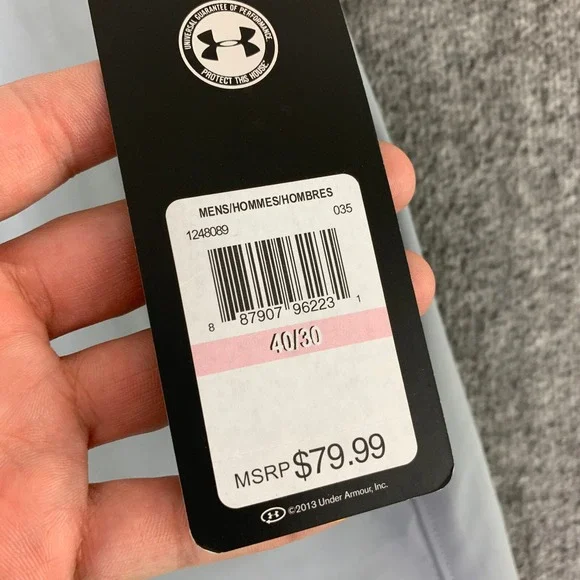 UNIVERSAL GUARANTEE OF PERFORMANCE
PROTECT THIS HOUSE
MENS/HOMMES/HOMBRES
1248089 035
8 87907 96223 1
40/30
MSRP $79.99
©2013 Under Armour, Inc.